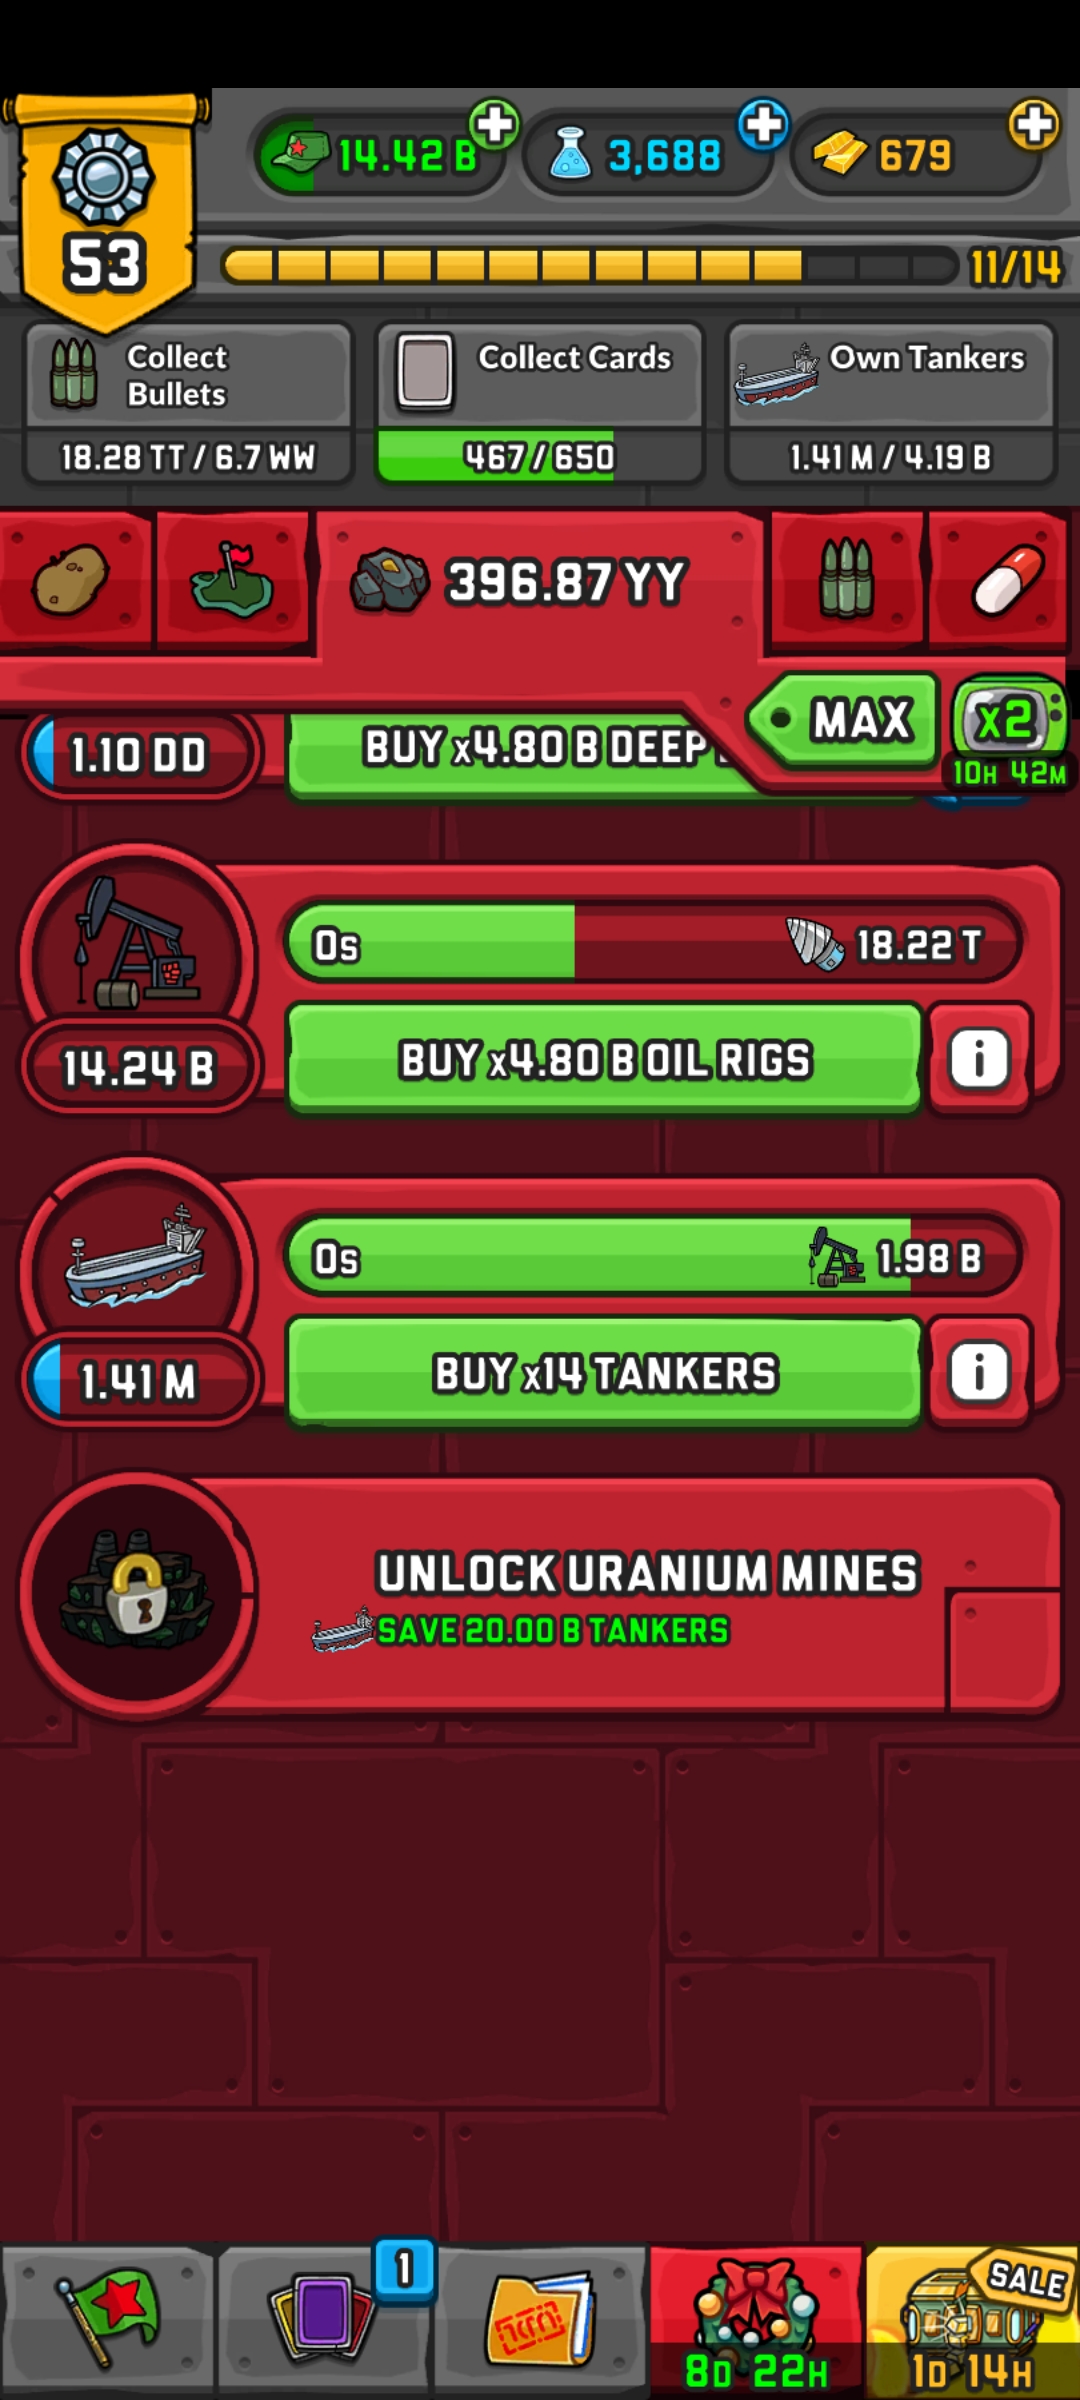 14.42 B
3,688
679
53
11/14
Collect
Bullets
18.28 TT / 6.7 WW
Collect Cards
467/650
Own Tankers
1.41 M / 4.19 B
396.87 YY
MAX
x2
10H 42M
1.10 DD
BUY x4.80 B DEEP
0s
18.22 T
14.24 B
BUY x4.80 B OIL RIGS
i
0s
1.98 B
1.41 M
BUY x14 TANKERS
i
UNLOCK URANIUM MINES
SAVE 20.00 B TANKERS
1
8D 22H
SALE
1D 14H